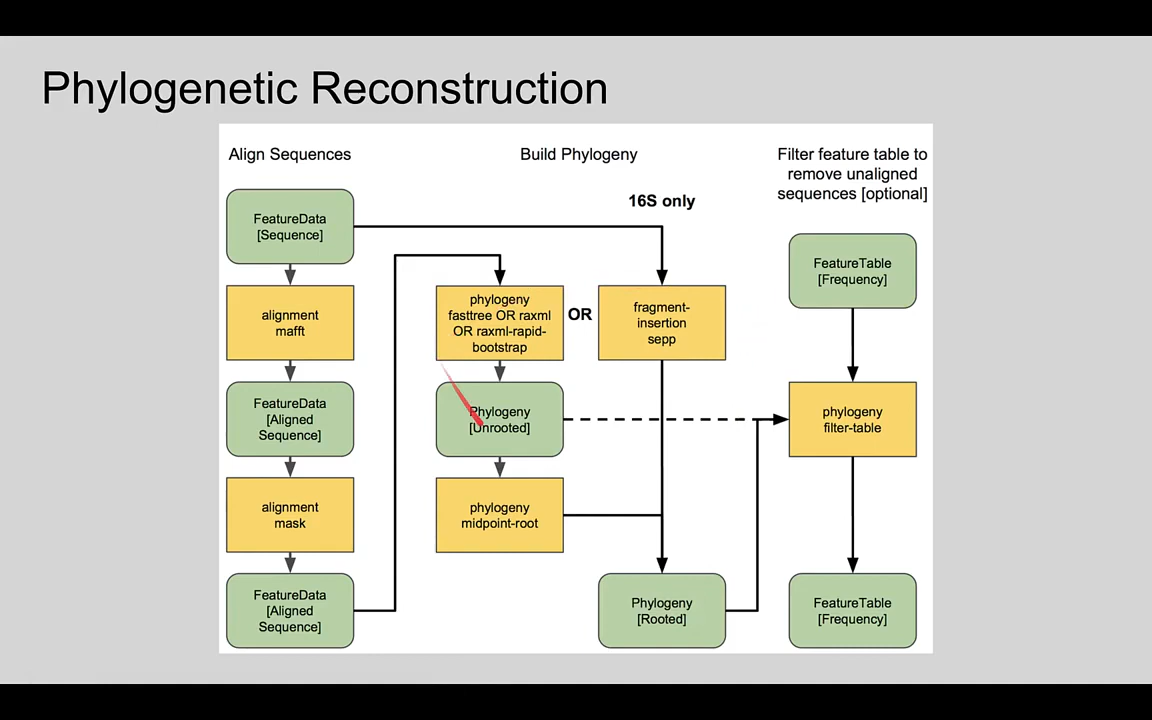 Phylogenetic Reconstruction
Align Sequences
FeatureData
[Sequence]
alignment
mafft
FeatureData
[Aligned
Sequence]
alignment
mask
FeatureData
[Aligned
Sequence]
Build Phylogeny
16S only
phylogeny
fasttree OR raxml
OR raxml-rapid-
bootstrap
OR
fragment-
insertion
sepp
Phylogeny
[Unrooted]
phylogeny
midpoint-root
Phylogeny
[Rooted]
Filter feature table to
remove unaligned
sequences [optional]
FeatureTable
[Frequency]
phylogeny
filter-table
FeatureTable
[Frequency]